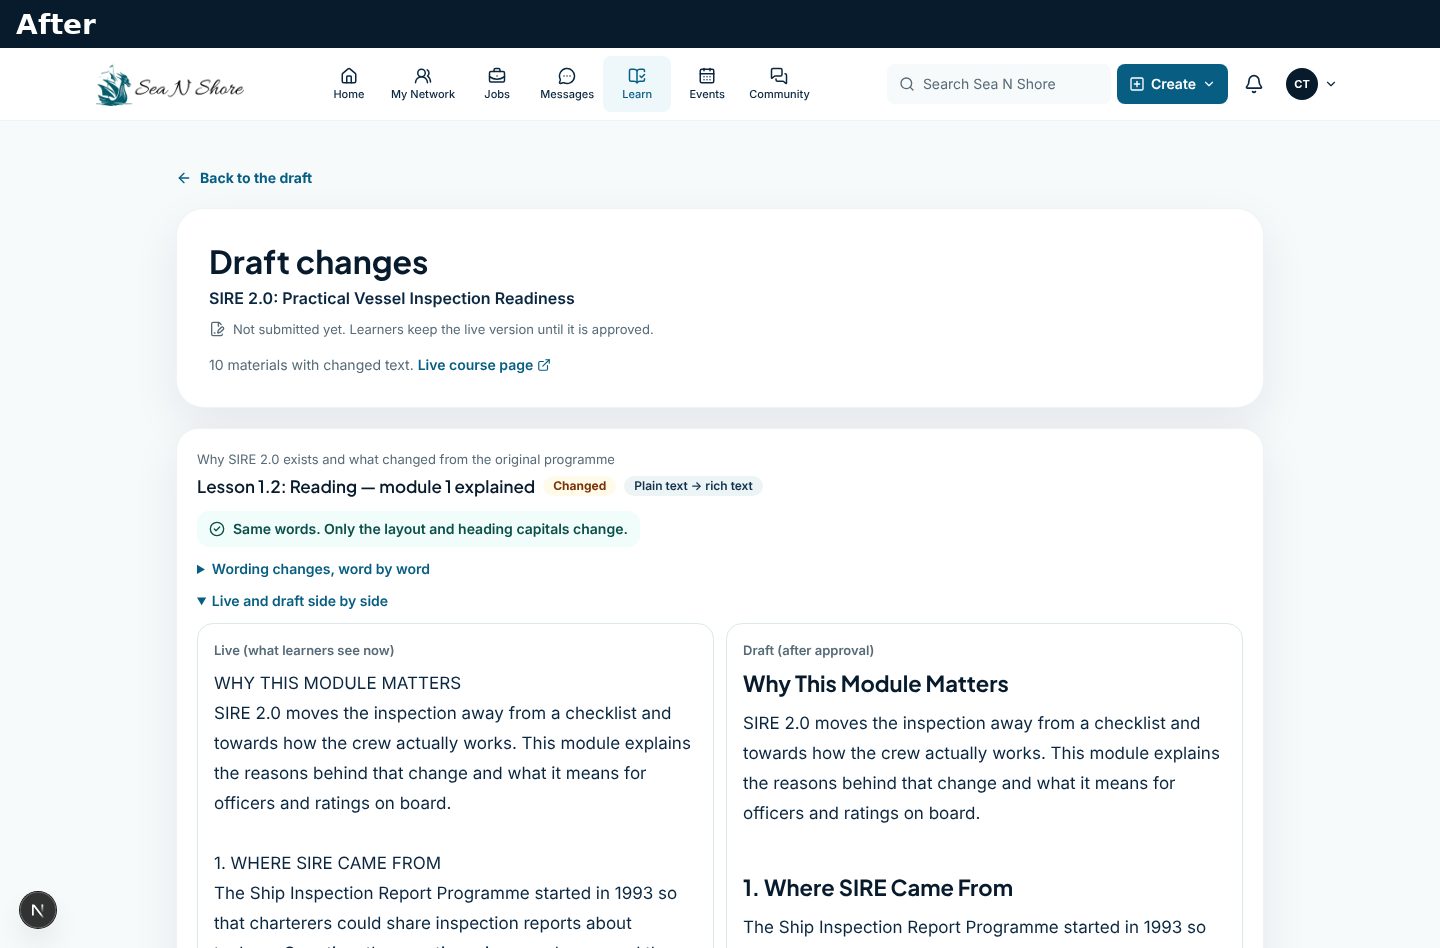 After
Sea N Shore
Home
My Network
Jobs
Messages
Learn
Events
Community
Search Sea N Shore
Create
CT
Back to the draft
Draft changes
SIRE 2.0: Practical Vessel Inspection Readiness
Not submitted yet. Learners keep the live version until it is approved.
10 materials with changed text. Live course page
Why SIRE 2.0 exists and what changed from the original programme
Lesson 1.2: Reading — module 1 explained Changed Plain text → rich text
Same words. Only the layout and heading capitals change.
Wording changes, word by word
Live and draft side by side
Live (what learners see now)
WHY THIS MODULE MATTERS
SIRE 2.0 moves the inspection away from a checklist and
towards how the crew actually works. This module explains
the reasons behind that change and what it means for
officers and ratings on board.
1. WHERE SIRE CAME FROM
The Ship Inspection Report Programme started in 1993 so
that charterers could share inspection reports about
Draft (after approval)
Why This Module Matters
SIRE 2.0 moves the inspection away from a checklist and
towards how the crew actually works. This module explains
the reasons behind that change and what it means for
officers and ratings on board.
1. Where SIRE Came From
The Ship Inspection Report Programme started in 1993 so
N